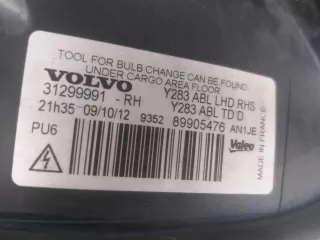 TOOL FOR BULB CHANGE CAN BE FOUND
UNDER CARGO AREA FLOOR
VOLVO
31299991 - RH
Y283 ABL LHD RHS
Y283 ABL TD D
21h35 09/10/12 9352 89905476 AN1JE
PU6
Valeo
MADE IN FRANCE